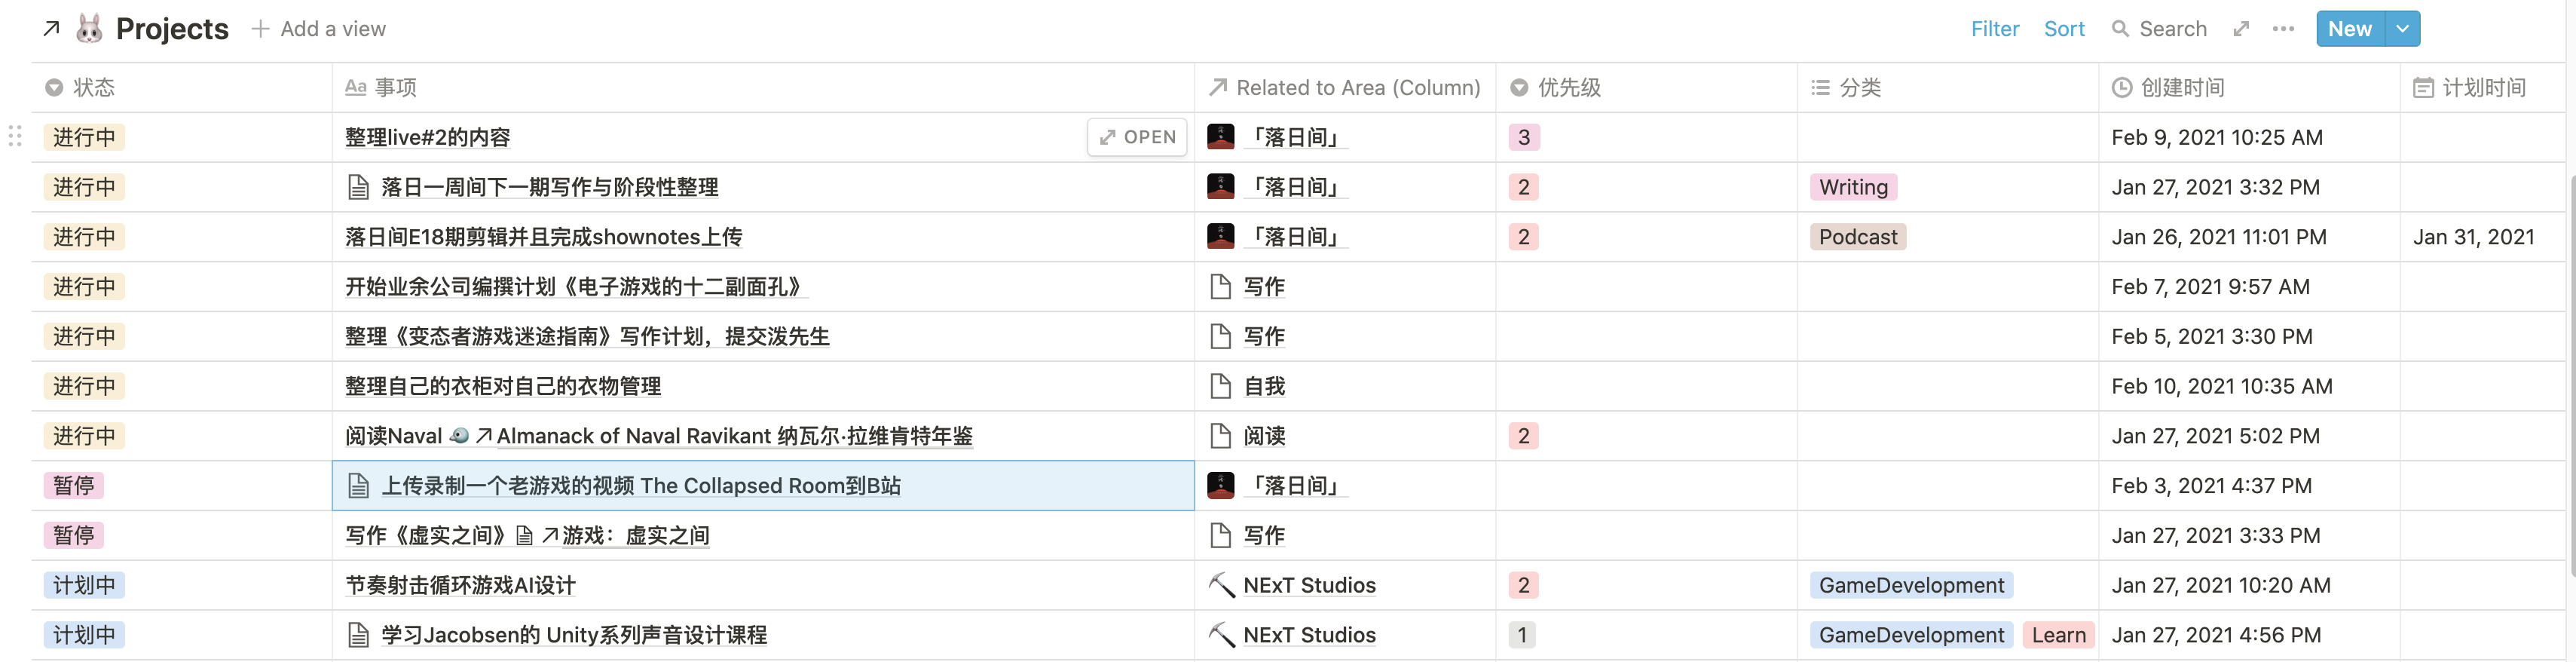 Projects Add a view Filter Sort Search New
状态 Aa 事项 Related to Area (Column) 优先级 分类 创建时间 计划时间
进行中 整理live#2的内容 OPEN 「落日间」 3 Feb 9, 2021 10:25 AM
进行中 落日一周间下一期写作与阶段性整理 「落日间」 2 Writing Jan 27, 2021 3:32 PM
进行中 落日间E18期剪辑并且完成shownotes上传 「落日间」 2 Podcast Jan 26, 2021 11:01 PM Jan 31, 2021
进行中 开始业余公司编撰计划《电子游戏的十二副面孔》 写作 Feb 7, 2021 9:57 AM
进行中 整理《变态者游戏迷途指南》写作计划，提交泼先生 写作 Feb 5, 2021 3:30 PM
进行中 整理自己的衣柜对自己的衣物管理 自我 Feb 10, 2021 10:35 AM
进行中 阅读Naval Almanack of Naval Ravikant 纳瓦尔·拉维肯特年鉴 阅读 2 Jan 27, 2021 5:02 PM
暂停 上传录制一个老游戏的视频 The Collapsed Room到B站 「落日间」 Feb 3, 2021 4:37 PM
暂停 写作《虚实之间》 游戏：虚实之间 写作 Jan 27, 2021 3:33 PM
计划中 节奏射击循环游戏AI设计 NExT Studios 2 GameDevelopment Jan 27, 2021 10:20 AM
计划中 学习Jacobsen的 Unity系列声音设计课程 NExT Studios 1 GameDevelopment Learn Jan 27, 2021 4:56 PM